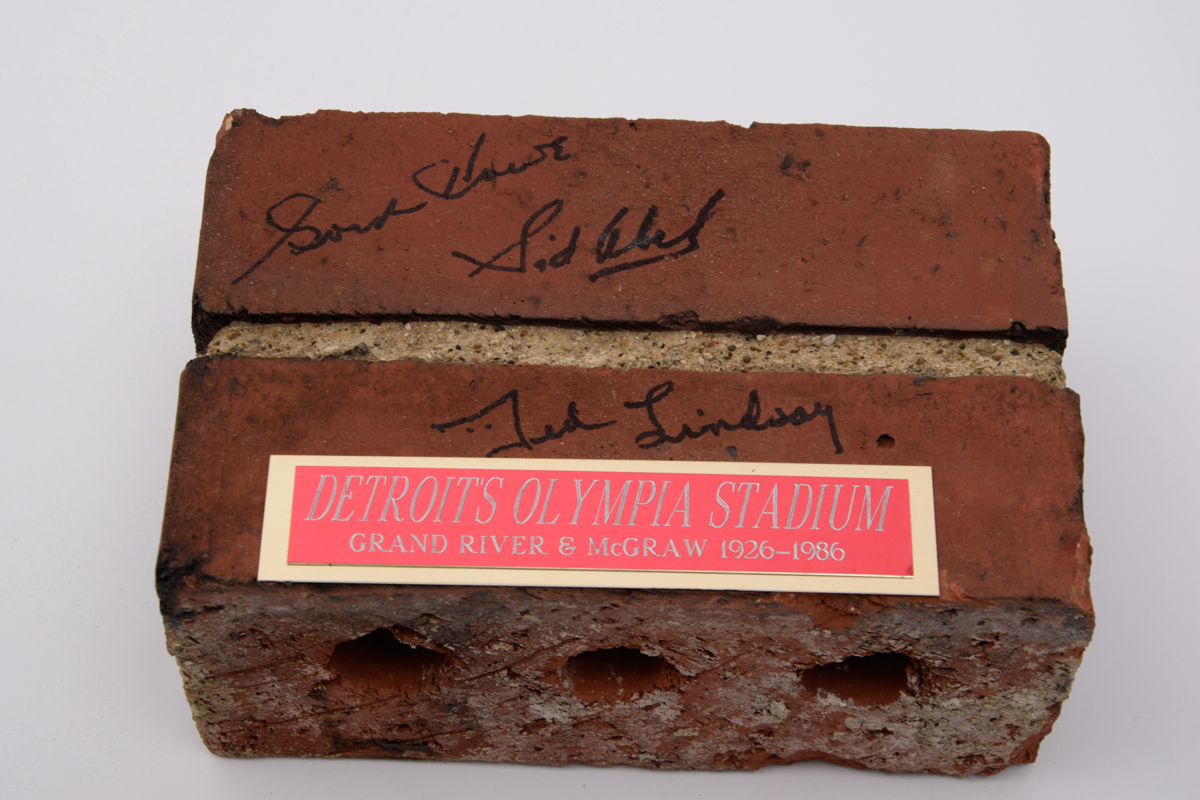 Gordie Howe
Sid Abel
Ted Lindsay
DETROIT'S OLYMPIA STADIUM
GRAND RIVER & McGRAW 1926–1986